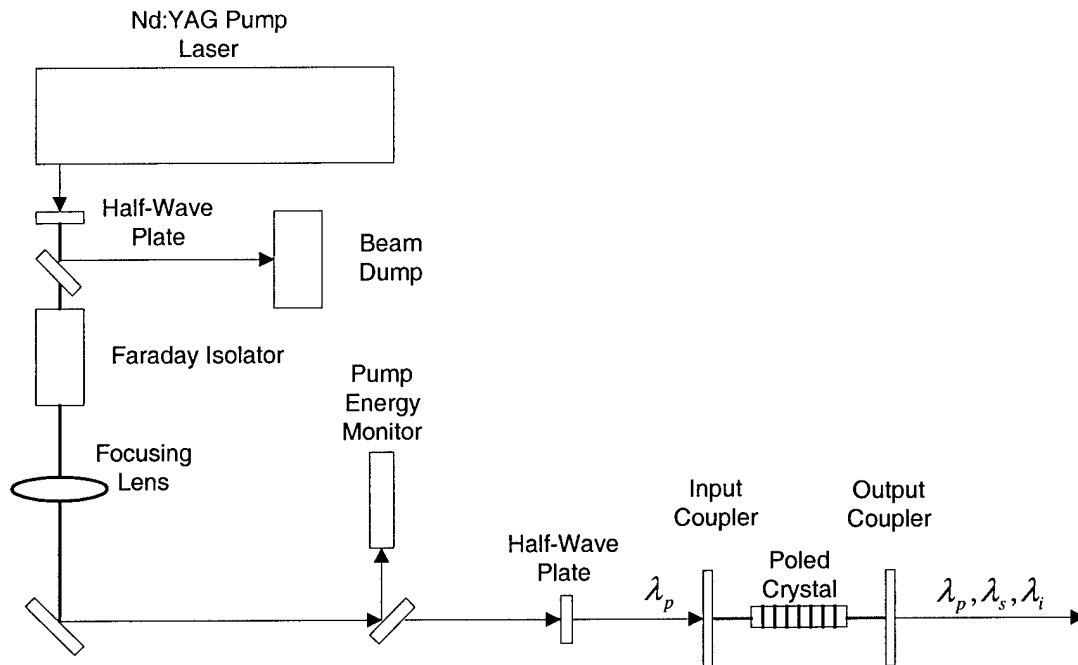 Nd:YAG Pump
Laser
Half-Wave
Plate
Beam
Dump
Faraday Isolator
Pump
Energy
Monitor
Focusing
Lens
Input
Coupler
Output
Coupler
Half-Wave
Plate
Poled
Crystal
λp
λp, λs, λi